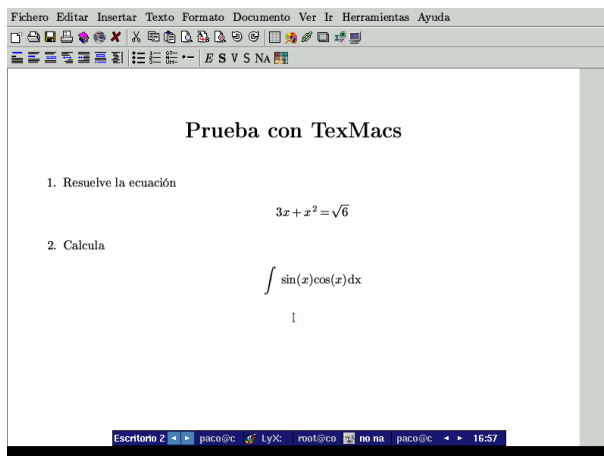 Fichero Editar Insertar Texto Formato Documento Ver Ir Herramientas Ayuda
E S V S NA
Prueba con TexMacs
1. Resuelve la ecuación
3x + x² = √6
2. Calcula
∫ sin(x)cos(x)dx
Escritorio 2 paco@c LyX: root@co no na paco@c 16:57